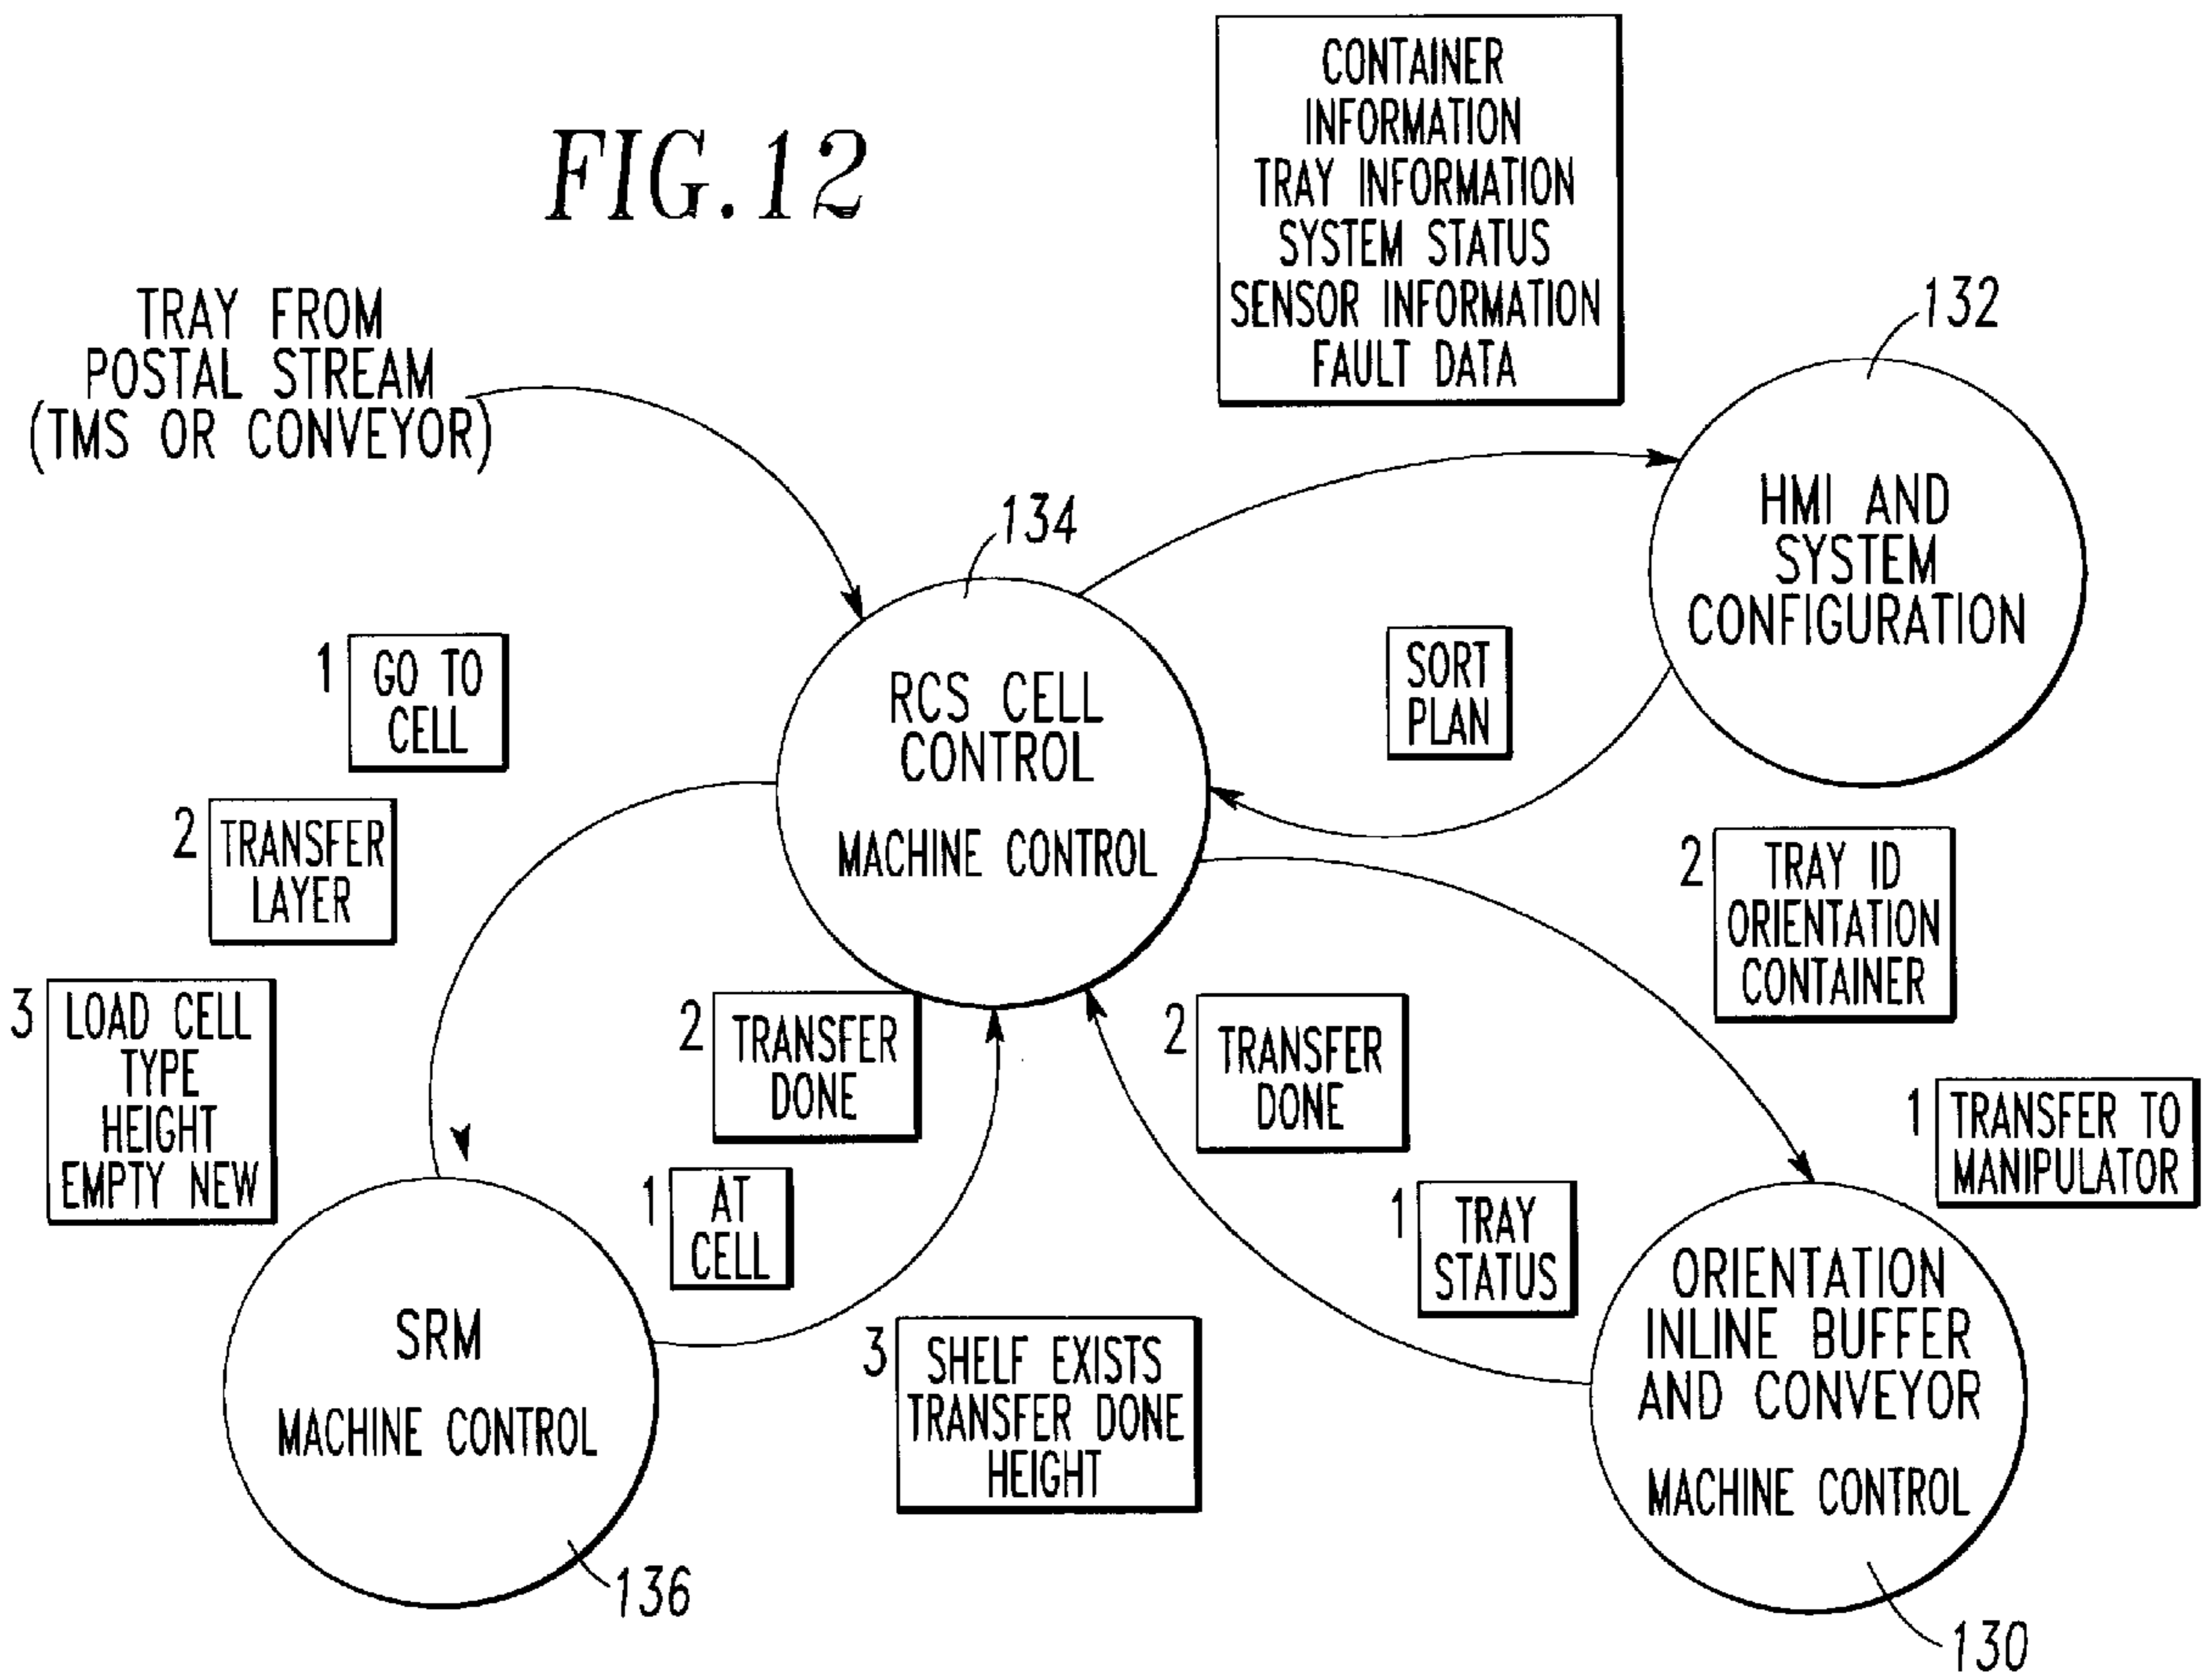 FIG.12
CONTAINER
INFORMATION
TRAY INFORMATION
SYSTEM STATUS
SENSOR INFORMATION
FAULT DATA
TRAY FROM
POSTAL STREAM
(TMS OR CONVEYOR)
132
HMI AND
SYSTEM
CONFIGURATION
134
RCS CELL
CONTROL
MACHINE CONTROL
SORT
PLAN
1 GO TO
CELL
2 TRANSFER
LAYER
3 LOAD CELL
TYPE
HEIGHT
EMPTY NEW
2 TRANSFER
DONE
1 AT
CELL
3 SHELF EXISTS
TRANSFER DONE
HEIGHT
2 TRANSFER
DONE
1 TRAY
STATUS
2 TRAY ID
ORIENTATION
CONTAINER
1 TRANSFER TO
MANIPULATOR
SRM
MACHINE CONTROL
136
ORIENTATION
INLINE BUFFER
AND CONVEYOR
MACHINE CONTROL
130